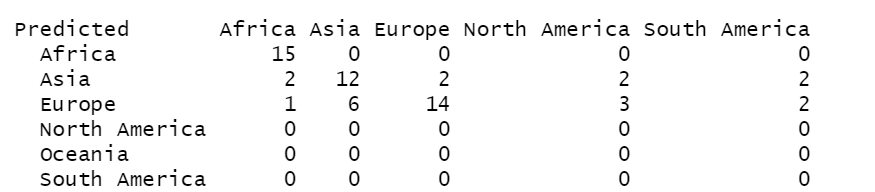 Predicted       Africa Asia Europe North America South America
  Africa            15    0      0             0             0
  Asia               2   12      2             2             2
  Europe             1    6     14             3             2
  North America      0    0      0             0             0
  Oceania            0    0      0             0             0
  South America      0    0      0             0             0